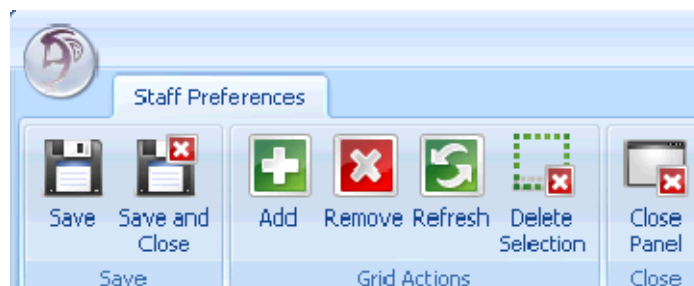 Staff Preferences
Save Save and Close Add Remove Refresh Delete Selection Close Panel
Save Grid Actions Close